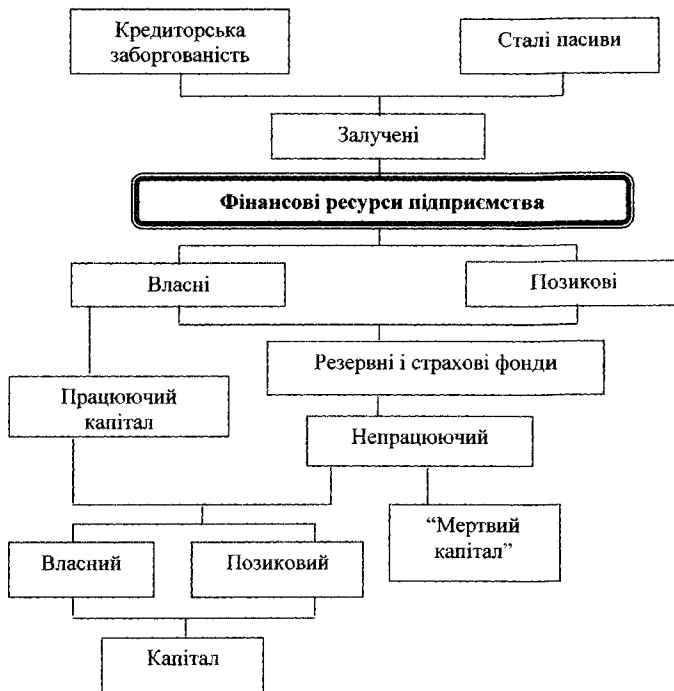 Кредиторська
заборгованість
Сталі пасиви
Залучені
Фінансові ресурси підприємства
Власні
Позикові
Резервні і страхові фонди
Працюючий
капітал
Непрацюючий
“Мертвий
капітал”
Власний
Позиковий
Капітал